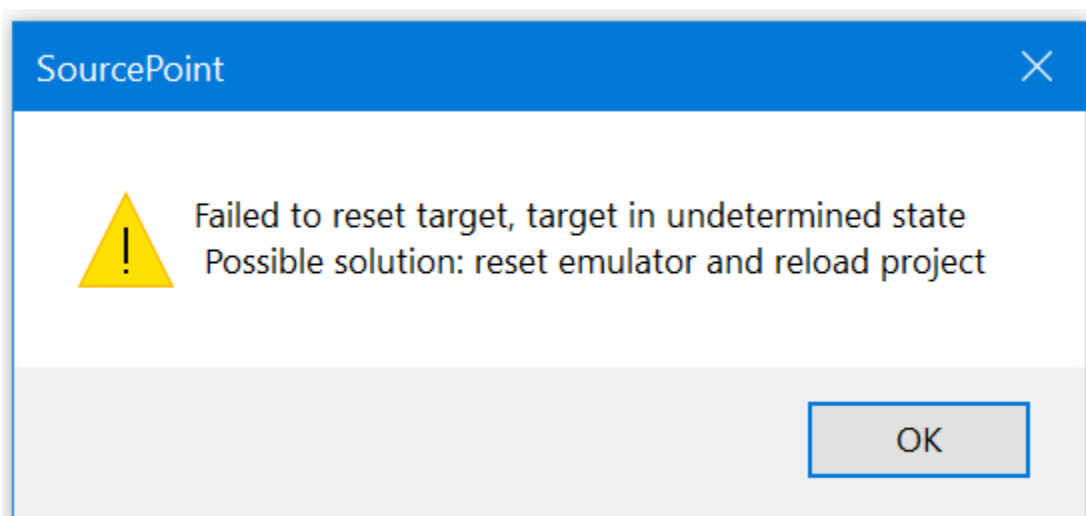 SourcePoint
Failed to reset target, target in undetermined state
Possible solution: reset emulator and reload project
OK